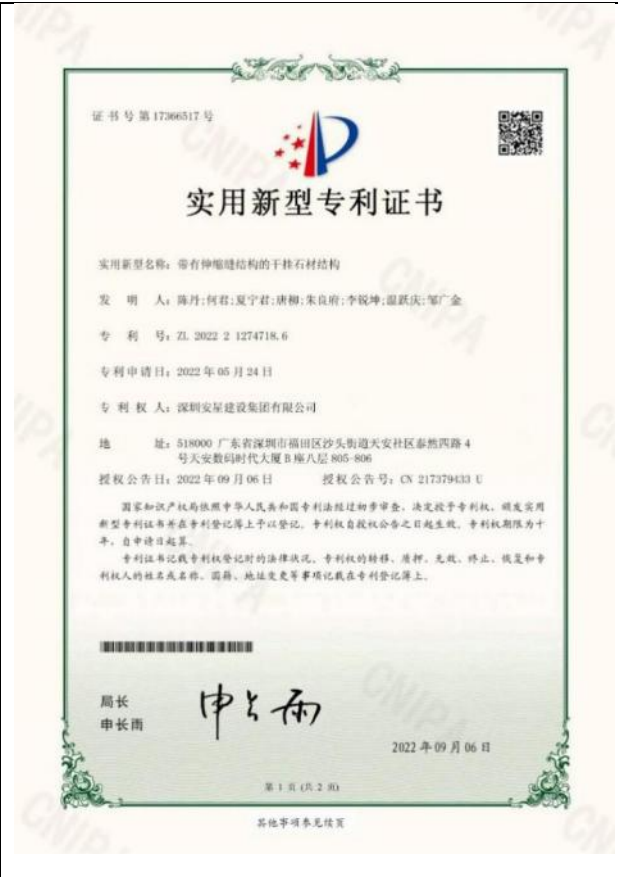 证书号第17366517号
实用新型专利证书
实用新型名称：带有伸缩缝结构的干挂石材结构
发 明 人：陈丹;何君;夏宁君;唐柳;朱良府;李锐坤;温跃庆;邹广金
专 利 号：ZL 2022 2 1274718.6
专利申请日：2022年05月24日
专 利 权 人：深圳安星建设集团有限公司
地 址：518000 广东省深圳市福田区沙头街道天安社区泰然四路4
号天安数码时代大厦B座八层805-806
授权公告日：2022年09月06日 授权公告号：CN 217379433 U
国家知识产权局依照中华人民共和国专利法经过初步审查，决定授予专利权，颁发实用
新型专利证书并在专利登记簿上予以登记。专利权自授权公告之日起生效。专利权期限为十
年，自申请日起算。
专利证书记载专利权登记时的法律状况。专利权的转移、质押、无效、终止、恢复和专
利权人的姓名或名称、国籍、地址变更等事项记载在专利登记簿上。
局长
申长雨
申长雨
2022年09月06日
第 1 页 (共 2 页)
其他事项参见续页
CNIPA
CNIPA
CNIPA
CNIPA
CNIPA